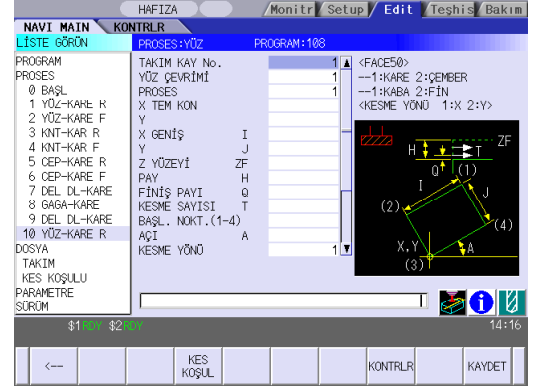 HAFIZA Monitr Setup Edit Teşhis Bakım
NAVI MAIN KONTRLR
LİSTE GÖRÜN PROSES:YÜZ PROGRAM:108
PROGRAM
PROSES
0 BAŞL
1 YÜZ-KARE R
2 YÜZ-KARE F
3 KNT-KAR R
4 KNT-KAR F
5 CEP-KARE R
6 CEP-KARE F
7 DEL DL-KARE
8 GAGA-KARE
9 DEL DL-KARE
10 YÜZ-KARE R
DOSYA
TAKIM
KES KOŞULU
PARAMETRE
SÜRÜM
TAKIM KAY No. 1
YÜZ ÇEVRİMİ 1
PROSES 1
X TEM KON
Y
X GENİŞ I
Y J
Z YÜZEYİ ZF
PAY H
FİNİŞ PAYI Q
KESME SAYISI T
BAŞL. NOKT.(1-4)
AÇI A
KESME YÖNÜ 1
<FACE50>
--1:KARE 2:ÇEMBER
--1:KABA 2:FİN
<KESME YÖNÜ 1:X 2:Y>
ZF
H
T
Q
(1)
I
J
(2)
(4)
X,Y
A
(3)
$1 RDY $2 RDY 14:16
<-- KES KOŞUL KONTRLR KAYDET